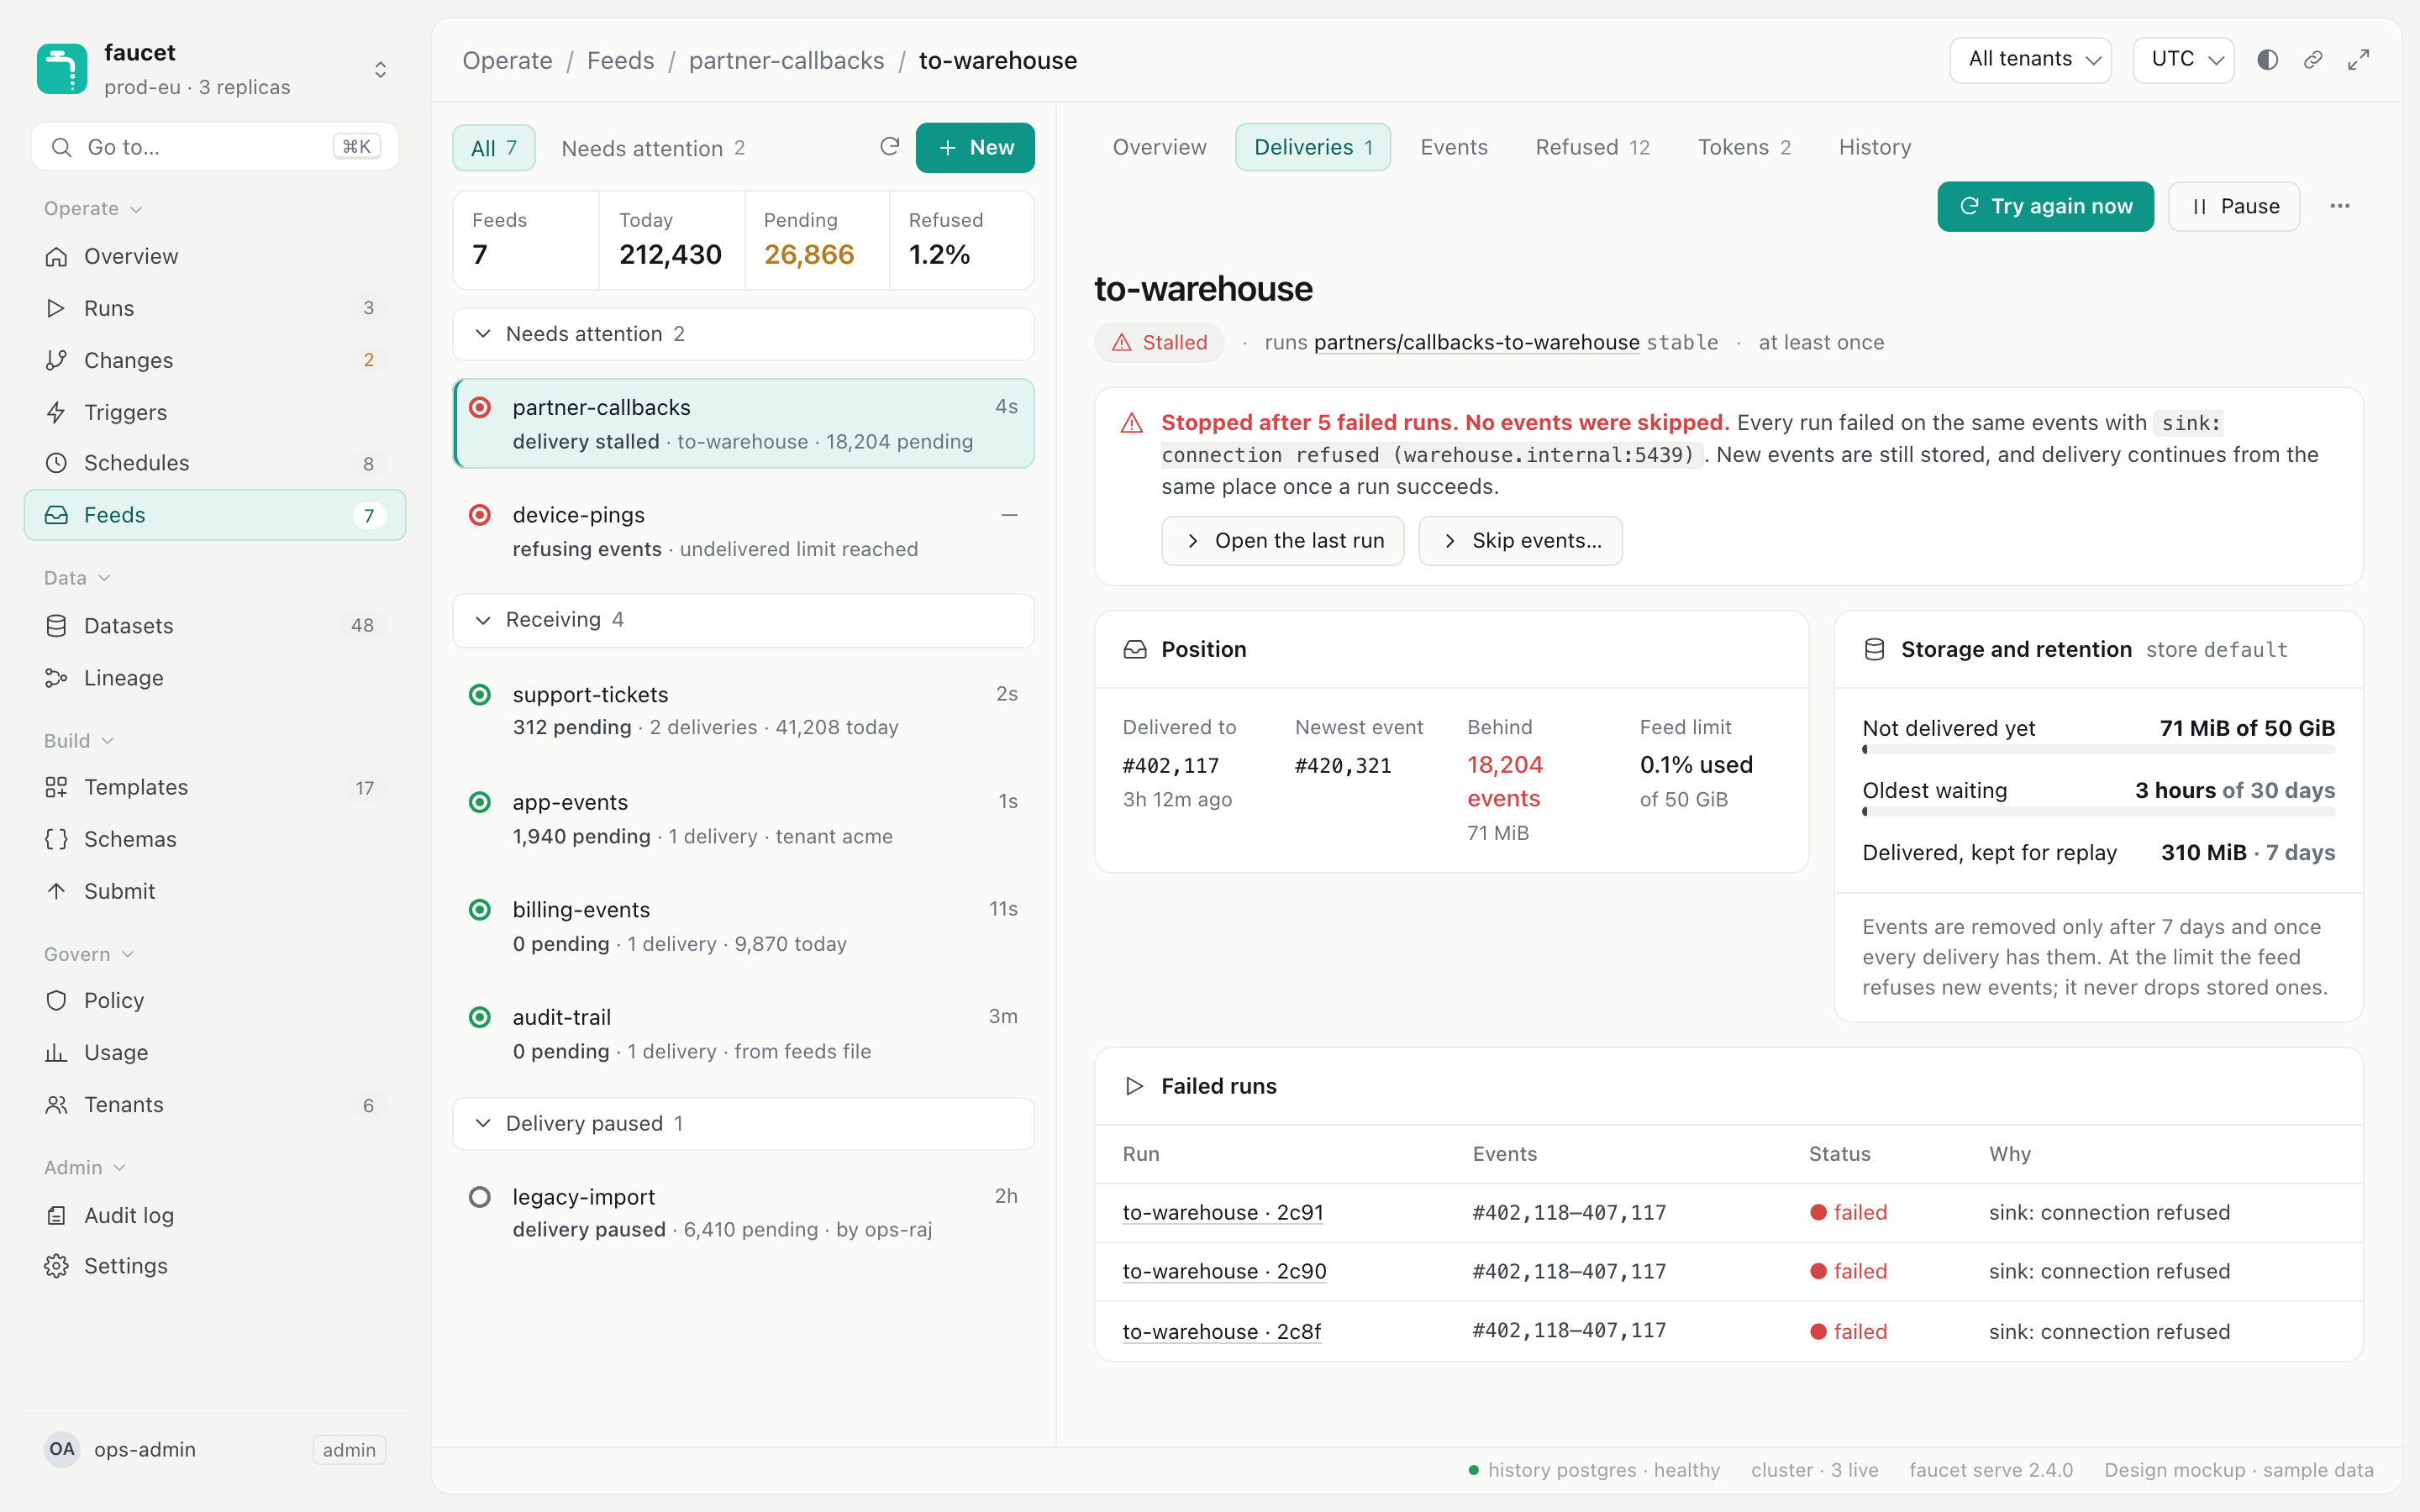 faucet
prod-eu · 3 replicas
Go to...
⌘K
Operate
Overview
Runs 3
Changes 2
Triggers
Schedules 8
Feeds 7
Data
Datasets 48
Lineage
Build
Templates 17
Schemas
Submit
Govern
Policy
Usage
Tenants 6
Admin
Audit log
Settings
OA ops-admin admin
Operate / Feeds / partner-callbacks / to-warehouse
All tenants
UTC
All 7
Needs attention 2
New
Feeds
7
Today
212,430
Pending
26,866
Refused
1.2%
Needs attention 2
partner-callbacks 4s
delivery stalled · to-warehouse · 18,204 pending
device-pings —
refusing events · undelivered limit reached
Receiving 4
support-tickets 2s
312 pending · 2 deliveries · 41,208 today
app-events 1s
1,940 pending · 1 delivery · tenant acme
billing-events 11s
0 pending · 1 delivery · 9,870 today
audit-trail 3m
0 pending · 1 delivery · from feeds file
Delivery paused 1
legacy-import 2h
delivery paused · 6,410 pending · by ops-raj
Overview
Deliveries 1
Events
Refused 12
Tokens 2
History
Try again now
Pause
to-warehouse
Stalled · runs partners/callbacks-to-warehouse stable · at least once
Stopped after 5 failed runs. No events were skipped. Every run failed on the same events with sink:
connection refused (warehouse.internal:5439) . New events are still stored, and delivery continues from the
same place once a run succeeds.
Open the last run
Skip events...
Position
Delivered to
#402,117
3h 12m ago
Newest event
#420,321
Behind
18,204
events
71 MiB
Feed limit
0.1% used
of 50 GiB
Storage and retention store default
Not delivered yet 71 MiB of 50 GiB
Oldest waiting 3 hours of 30 days
Delivered, kept for replay 310 MiB · 7 days
Events are removed only after 7 days and once
every delivery has them. At the limit the feed
refuses new events; it never drops stored ones.
Failed runs
Run Events Status Why
to-warehouse · 2c91 #402,118–407,117 failed sink: connection refused
to-warehouse · 2c90 #402,118–407,117 failed sink: connection refused
to-warehouse · 2c8f #402,118–407,117 failed sink: connection refused
history postgres · healthy cluster · 3 live faucet serve 2.4.0 Design mockup · sample data